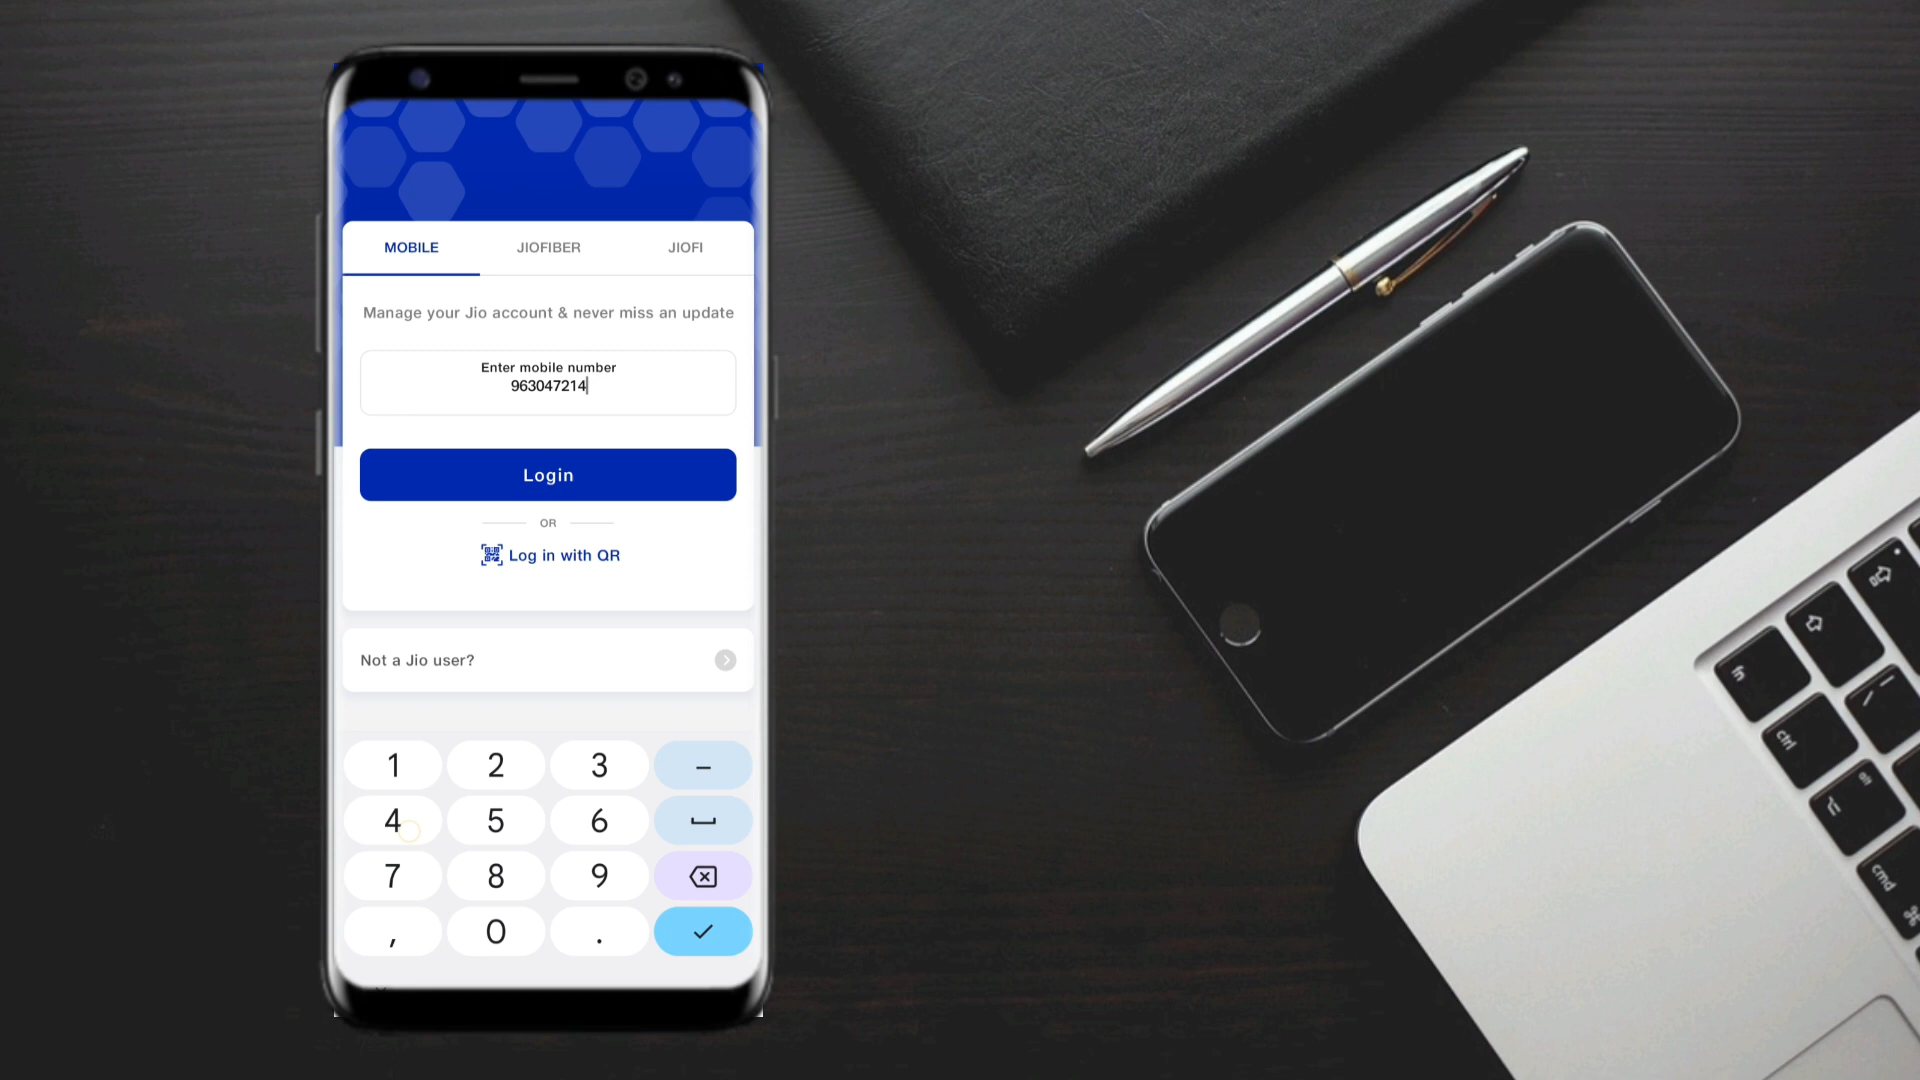 MOBILE JIOFIBER JIOFI
Manage your Jio account & never miss an update
Enter mobile number
963047214
Login
OR
Log in with QR
Not a Jio user?
1 2 3 –
4 5 6
7 8 9
, 0 .
fn
ctrl
alt
cmd